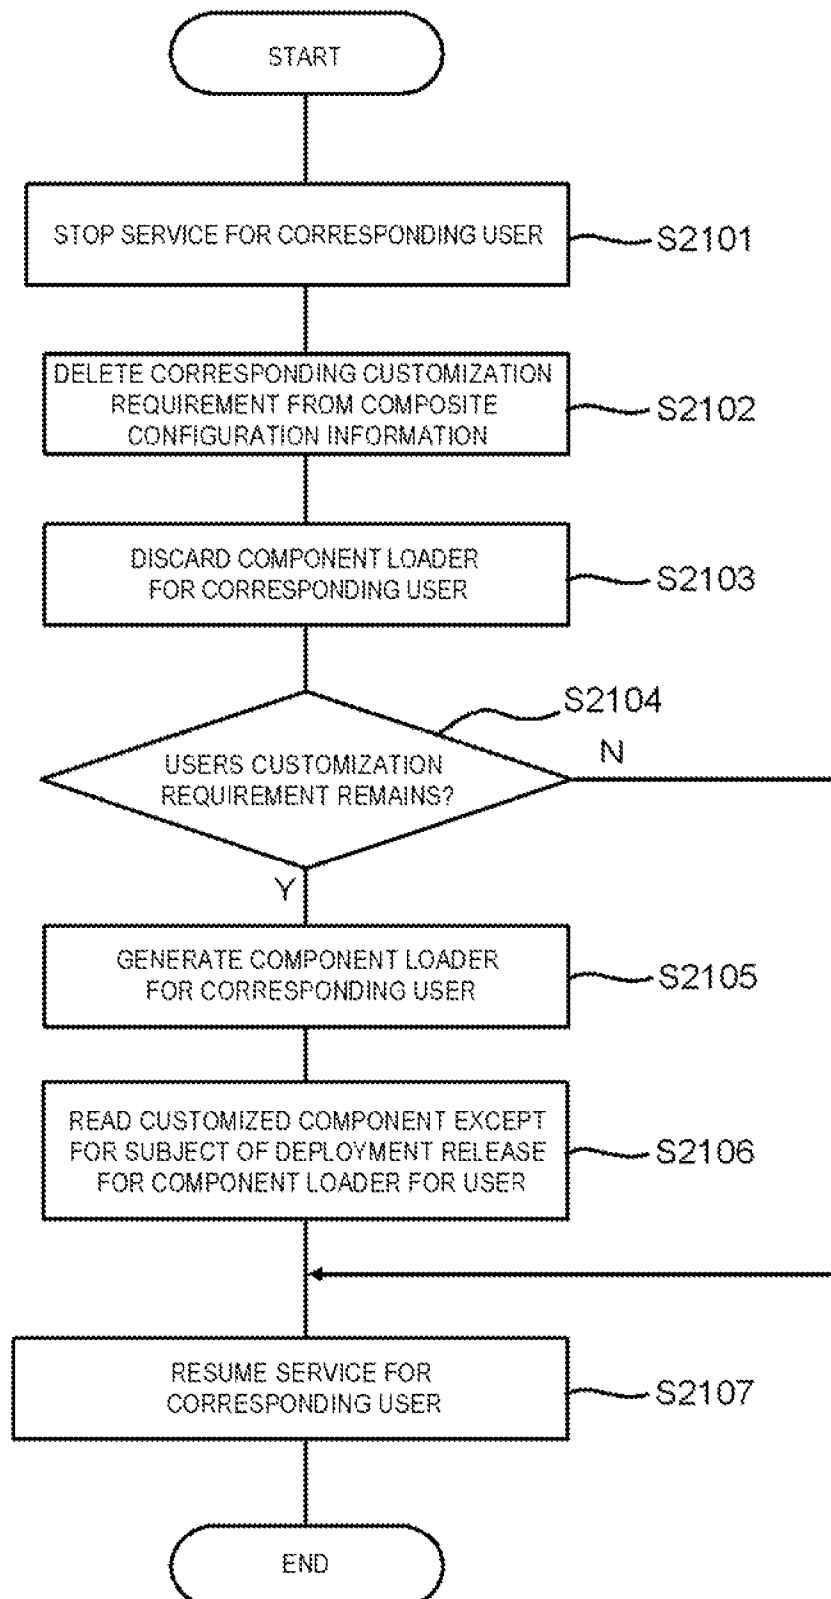 START
STOP SERVICE FOR CORRESPONDING USER
S2101
DELETE CORRESPONDING CUSTOMIZATION
REQUIREMENT FROM COMPOSITE
CONFIGURATION INFORMATION
S2102
DISCARD COMPONENT LOADER
FOR CORRESPONDING USER
S2103
S2104
USERS CUSTOMIZATION
REQUIREMENT REMAINS?
N
Y
GENERATE COMPONENT LOADER
FOR CORRESPONDING USER
S2105
READ CUSTOMIZED COMPONENT EXCEPT
FOR SUBJECT OF DEPLOYMENT RELEASE
FOR COMPONENT LOADER FOR USER
S2106
RESUME SERVICE FOR
CORRESPONDING USER
S2107
END